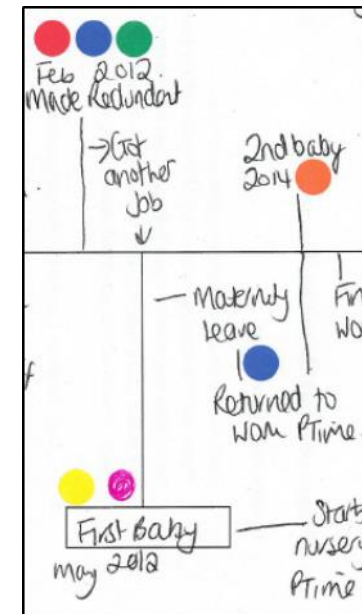 Feb 2012
Made Redundant
→Got
another
Job
2nd baby
2014
Maternity
Leave
Returned to
work PTime
First Baby
May 2012
Start
nursery
PTime